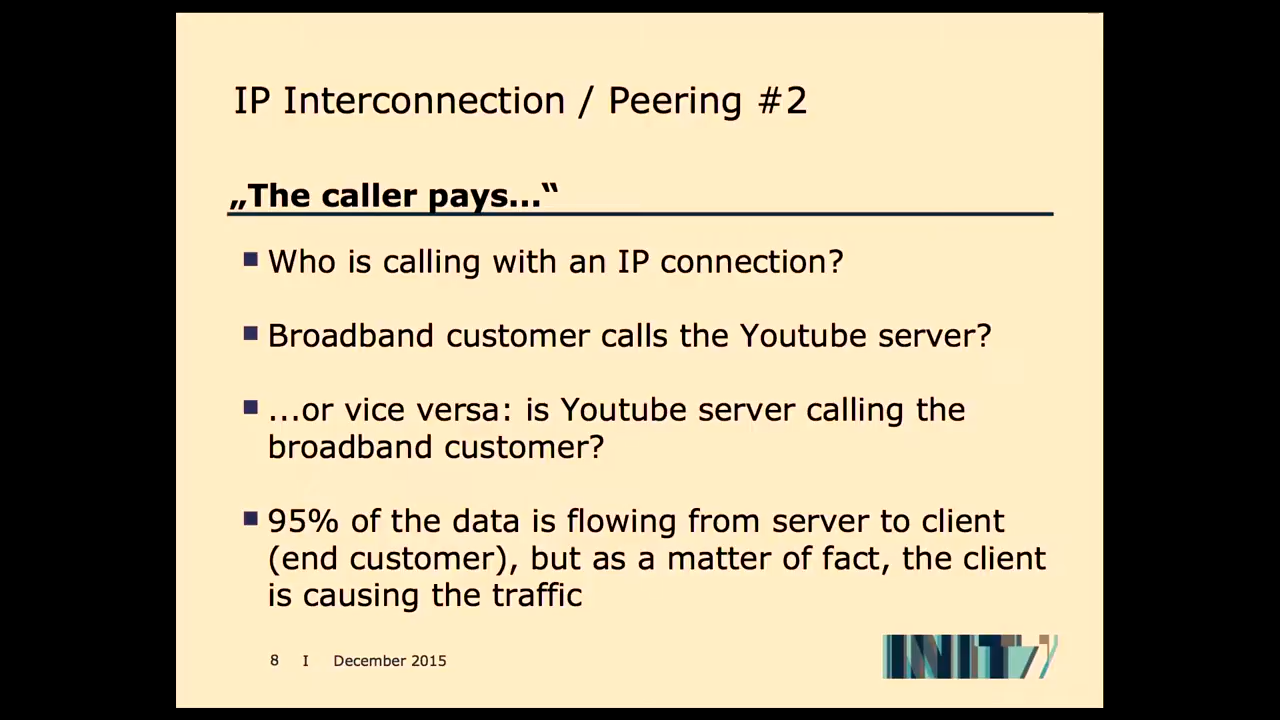 IP Interconnection / Peering #2
„The caller pays...“
Who is calling with an IP connection?
Broadband customer calls the Youtube server?
...or vice versa: is Youtube server calling the
broadband customer?
95% of the data is flowing from server to client
(end customer), but as a matter of fact, the client
is causing the traffic
8 I December 2015
INIT7